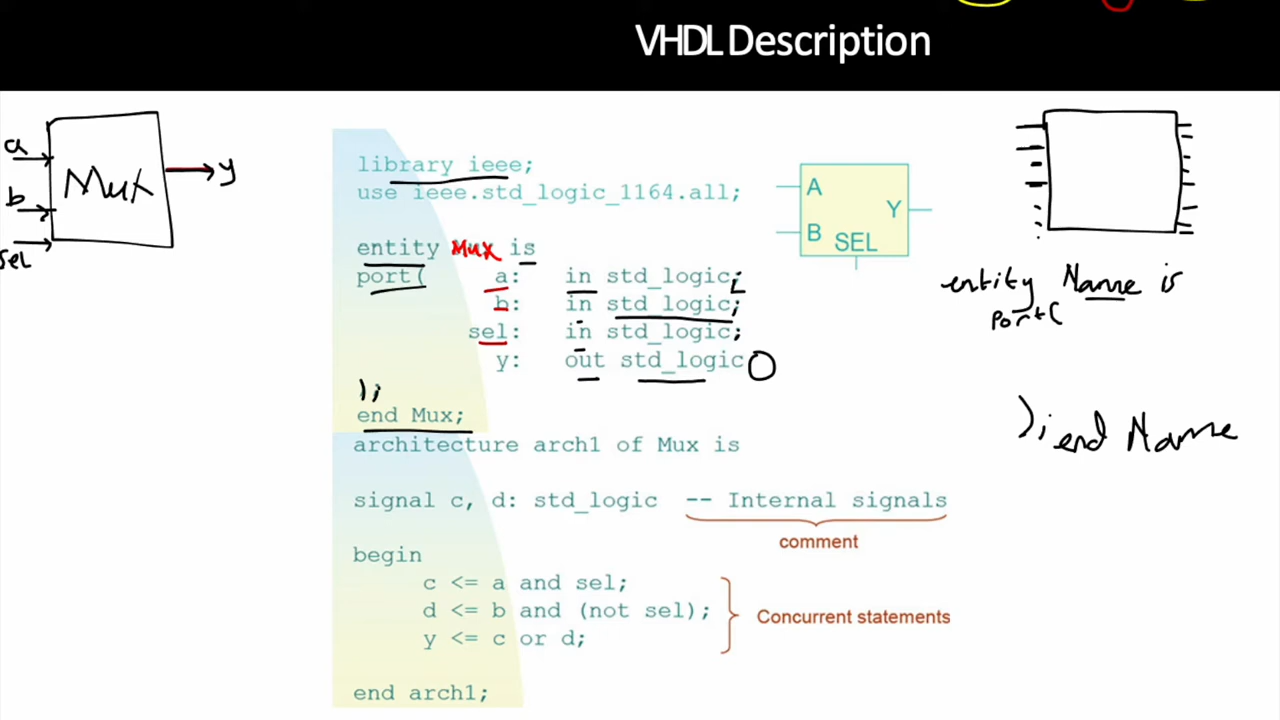 VHDL Description
a
b
sel
Mux
y
library ieee;
use ieee.std_logic_1164.all;
entity Mux is
port( a: in std_logic;
b: in std_logic;
sel: in std_logic;
y: out std_logic
);
end Mux;
architecture arch1 of Mux is
signal c, d: std_logic -- Internal signals
comment
begin
c <= a and sel;
d <= b and (not sel);
y <= c or d;
Concurrent statements
end arch1;
A
B
SEL
Y
entity Name is
port(
);
end Name